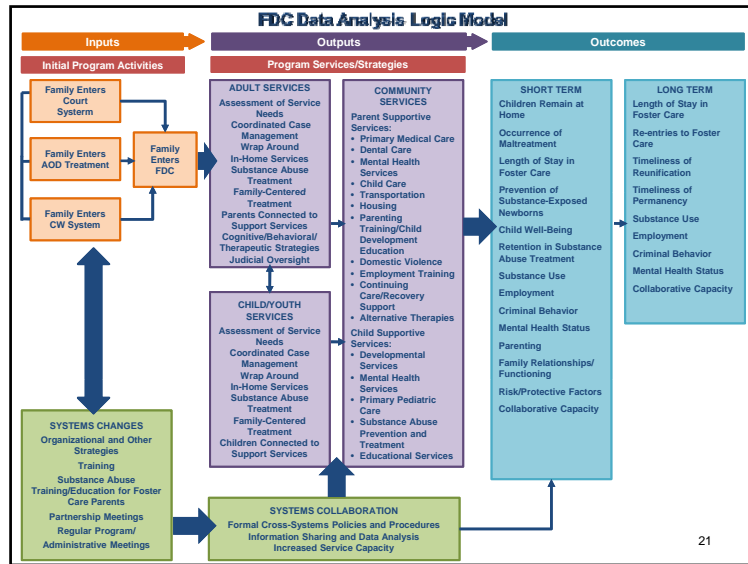 FDC Data Analysis Logic Model
Inputs
Outputs
Outcomes
Initial Program Activities
Program Services/Strategies
Family Enters
Court
Systerm
Family Enters
AOD Treatment
Family Enters
CW System
Family
Enters
FDC
ADULT SERVICES
Assessment of Service
Needs
Coordinated Case
Management
Wrap Around
In-Home Services
Substance Abuse
Treatment
Family-Centered
Treatment
Parents Connected to
Support Services
Cognitive/Behavioral/
Therapeutic Strategies
Judicial Oversight
CHILD/YOUTH
SERVICES
Assessment of Service
Needs
Coordinated Case
Management
Wrap Around
In-Home Services
Substance Abuse
Treatment
Family-Centered
Treatment
Children Connected to
Support Services
COMMUNITY
SERVICES
Parent Supportive
Services:
• Primary Medical Care
• Dental Care
• Mental Health
Services
• Child Care
• Transportation
• Housing
• Parenting
Training/Child
Development
Education
• Domestic Violence
• Employment Training
• Continuing
Care/Recovery
Support
• Alternative Therapies
Child Supportive
Services:
• Developmental
Services
• Mental Health
Services
• Primary Pediatric
Care
• Substance Abuse
Prevention and
Treatment
• Educational Services
SHORT TERM
Children Remain at
Home
Occurrence of
Maltreatment
Length of Stay in
Foster Care
Prevention of
Substance-Exposed
Newborns
Child Well-Being
Retention in Substance
Abuse Treatment
Substance Use
Employment
Criminal Behavior
Mental Health Status
Parenting
Family Relationships/
Functioning
Risk/Protective Factors
Collaborative Capacity
LONG TERM
Length of Stay in
Foster Care
Re-entries to Foster
Care
Timeliness of
Reunification
Timeliness of
Permanency
Substance Use
Employment
Criminal Behavior
Mental Health Status
Collaborative Capacity
SYSTEMS CHANGES
Organizational and Other
Strategies
Training
Substance Abuse
Training/Education for Foster
Care Parents
Partnership Meetings
Regular Program/
Administrative Meetings
SYSTEMS COLLABORATION
Formal Cross-Systems Policies and Procedures
Information Sharing and Data Analysis
Increased Service Capacity
21